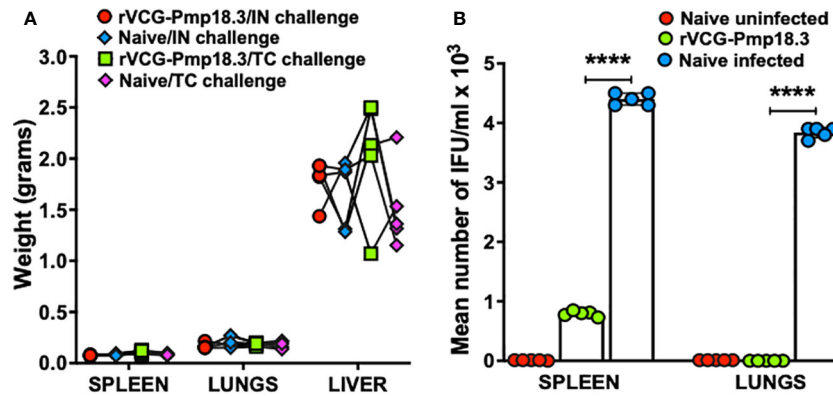 A
rVCG-Pmp18.3/IN challenge
Naive/IN challenge
rVCG-Pmp18.3/TC challenge
Naive/TC challenge
Weight (grams)
3.0
2.5
2.0
1.5
1.0
0.5
0.0
SPLEEN LUNGS LIVER
B
Naive uninfected
rVCG-Pmp18.3
Naive infected
Mean number of IFU/ml x 10³
5
4
3
2
1
0
****
****
SPLEEN LUNGS